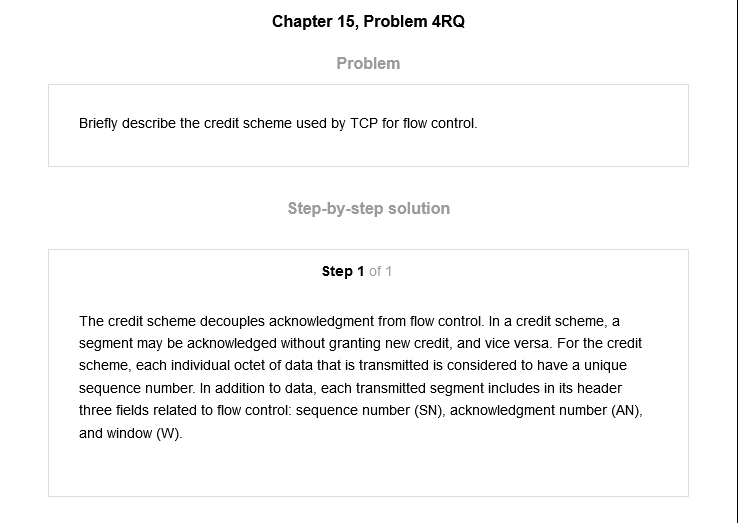 Chapter 15, Problem 4RQ
Problem
Briefly describe the credit scheme used by TCP for flow control.
Step-by-step solution
Step 1 of 1
The credit scheme decouples acknowledgment from flow control. In a credit scheme, a
segment may be acknowledged without granting new credit, and vice versa. For the credit
scheme, each individual octet of data that is transmitted is considered to have a unique
sequence number. In addition to data, each transmitted segment includes in its header
three fields related to flow control: sequence number (SN), acknowledgment number (AN),
and window (W).